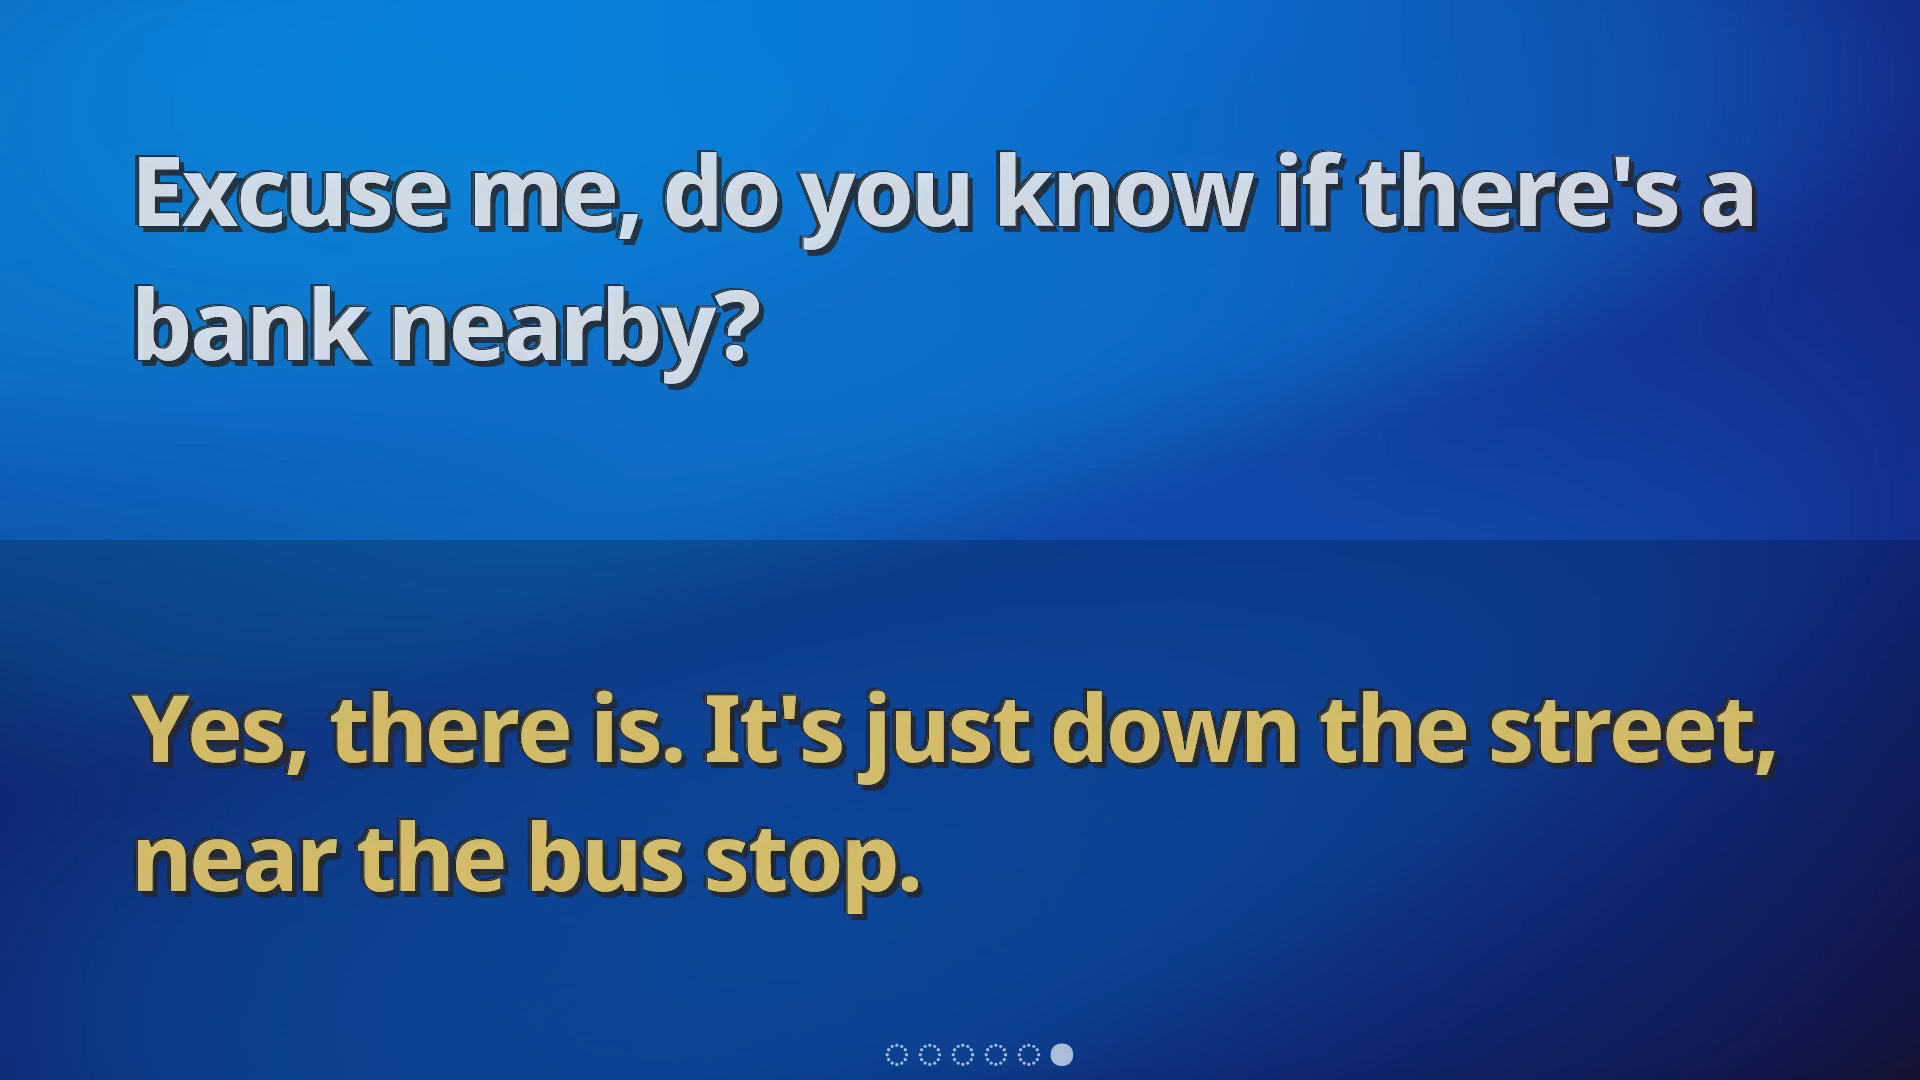 Excuse me, do you know if there's a
bank nearby?
Yes, there is. It's just down the street,
near the bus stop.